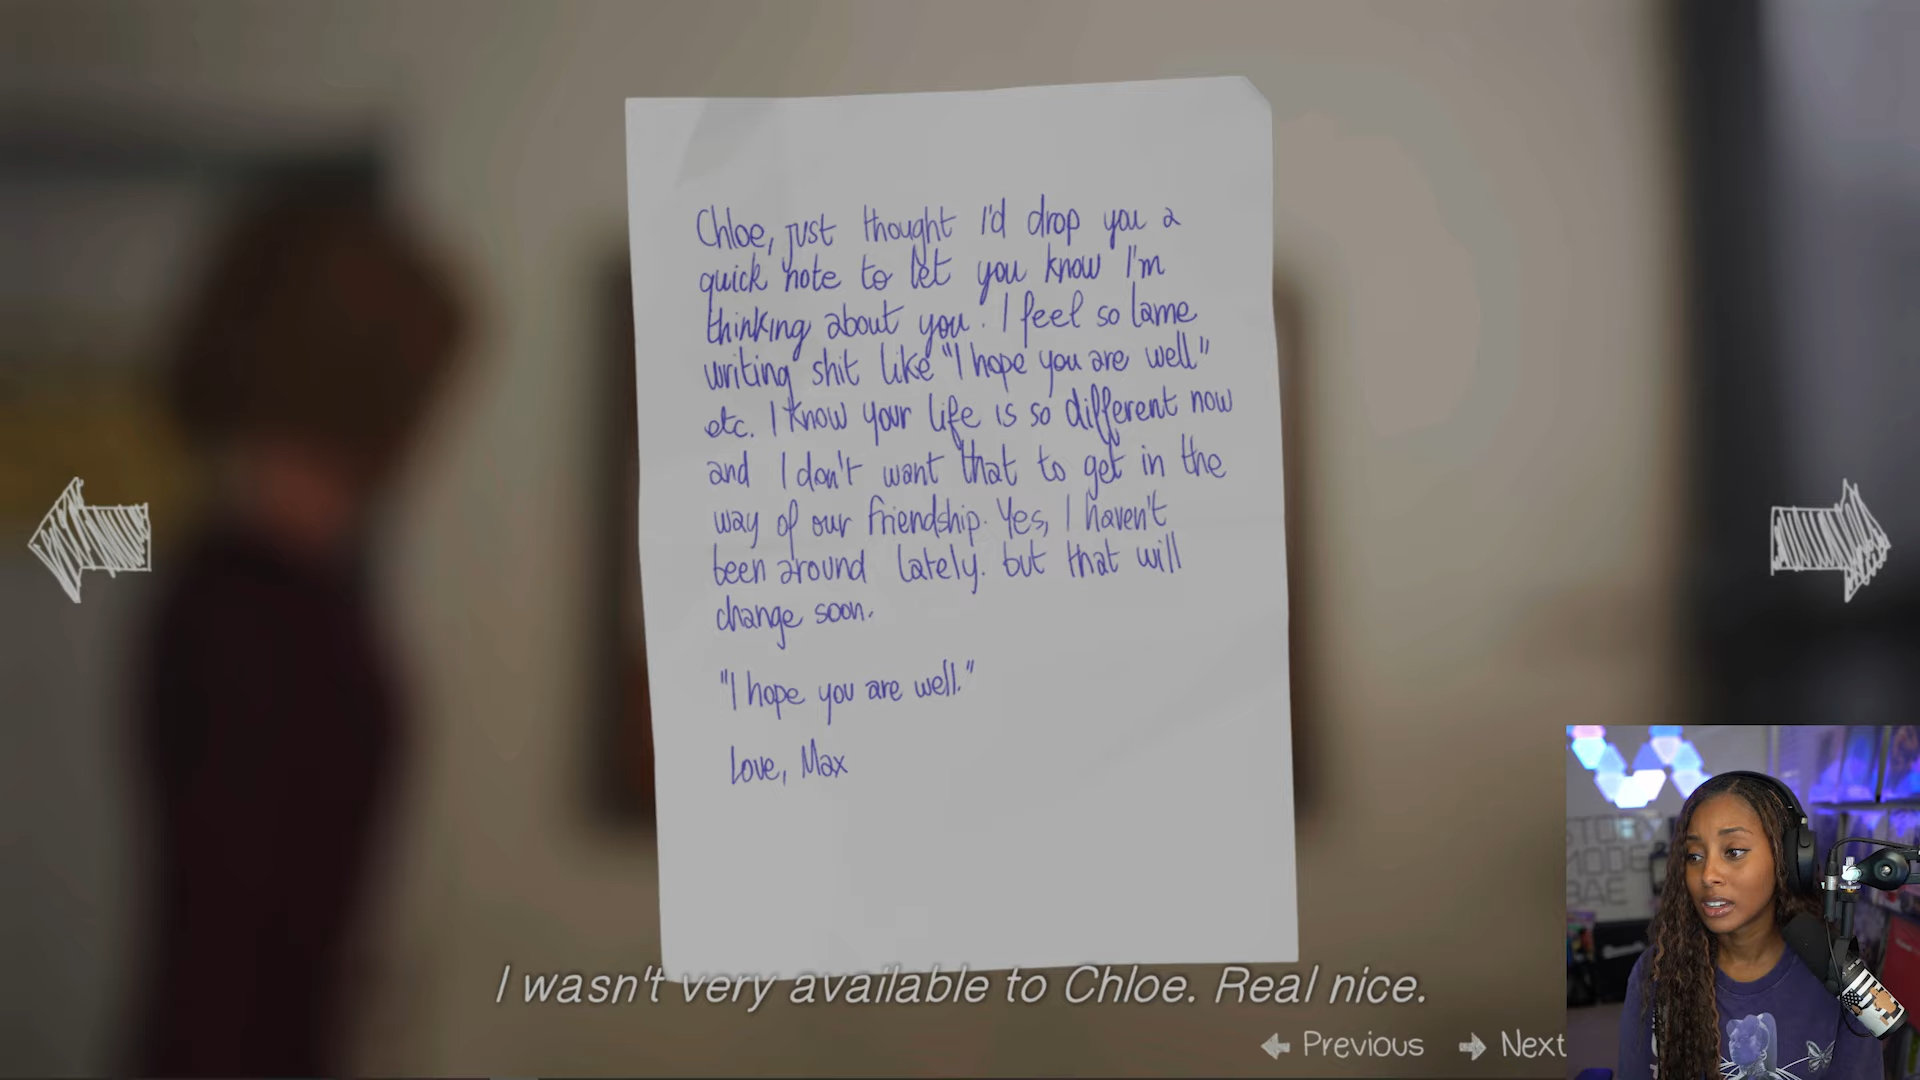 Chloe, just thought I'd drop you a
quick note to let you know I'm
thinking about you. I feel so lame
writing shit like "I hope you are well"
etc. I know your life is so different now
and I don't want that to get in the
way of our friendship. Yes, I haven't
been around lately. but that will
change soon.
"I hope you are well."
Love, Max
I wasn't very available to Chloe. Real nice.
Previous
Next
STORY
MODE
BAE